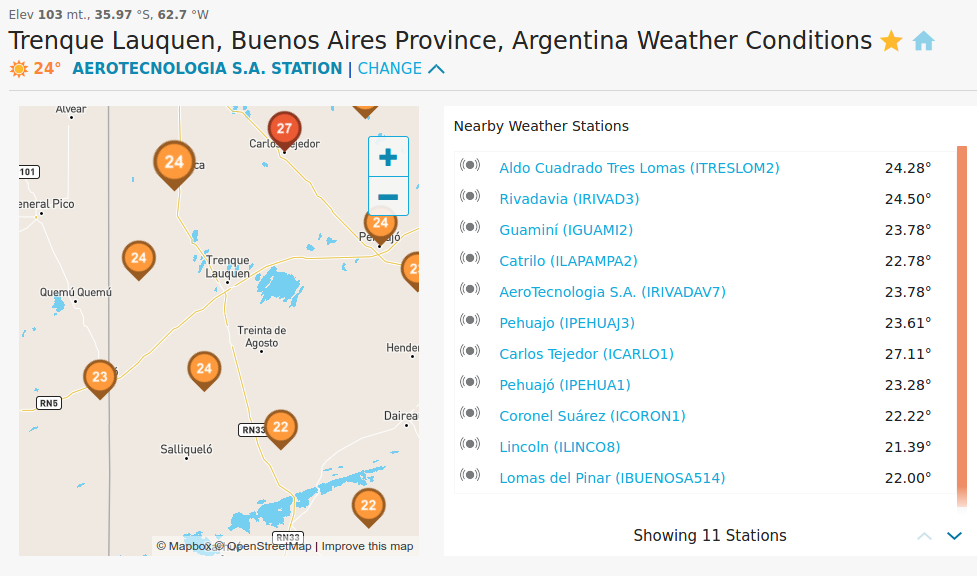 Elev 103 mt., 35.97 °S, 62.7 °W
Trenque Lauquen, Buenos Aires Province, Argentina Weather Conditions
24° AEROTECNOLOGIA S.A. STATION | CHANGE
Alvear
27
Carlos Tejedor
24
ca
101
eneral Pico
+
−
24
Pehuajó
24
Trenque
Lauquen
2
Quemú Quemú
Treinta de
Agosto
Hender
23
24
RN5
RN33
22
Dairea
Salliqueló
22
RN33
© Mapbox © OpenStreetMap | Improve this map
Nearby Weather Stations
Aldo Cuadrado Tres Lomas (ITRESLOM2) 24.28°
Rivadavia (IRIVAD3) 24.50°
Guaminí (IGUAMI2) 23.78°
Catrilo (ILAPAMPA2) 22.78°
AeroTecnologia S.A. (IRIVADAV7) 23.78°
Pehuajo (IPEHUAJ3) 23.61°
Carlos Tejedor (ICARLO1) 27.11°
Pehuajó (IPEHUA1) 23.28°
Coronel Suárez (ICORON1) 22.22°
Lincoln (ILINCO8) 21.39°
Lomas del Pinar (IBUENOSA514) 22.00°
Showing 11 Stations